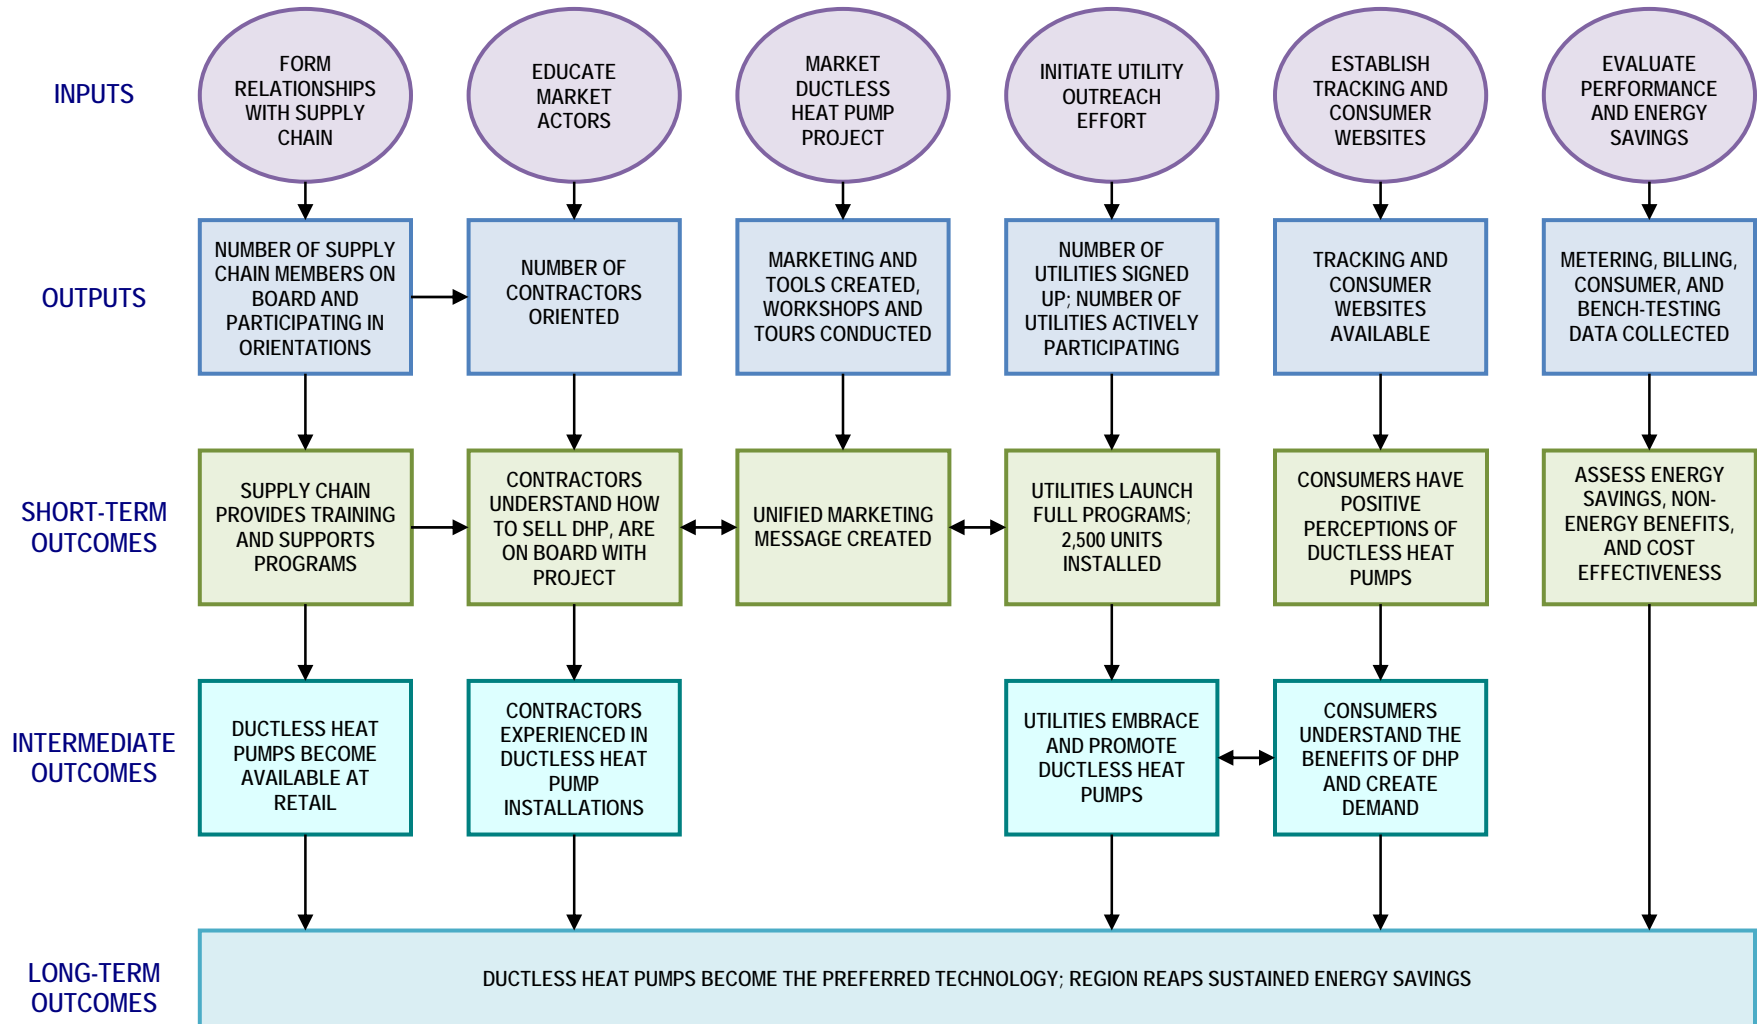 INPUTS
FORM
RELATIONSHIPS
WITH SUPPLY
CHAIN
EDUCATE
MARKET
ACTORS
MARKET
DUCTLESS
HEAT PUMP
PROJECT
INITIATE UTILITY
OUTREACH
EFFORT
ESTABLISH
TRACKING AND
CONSUMER
WEBSITES
EVALUATE
PERFORMANCE
AND ENERGY
SAVINGS
OUTPUTS
NUMBER OF SUPPLY
CHAIN MEMBERS ON
BOARD AND
PARTICIPATING IN
ORIENTATIONS
NUMBER OF
CONTRACTORS
ORIENTED
MARKETING AND
TOOLS CREATED,
WORKSHOPS AND
TOURS CONDUCTED
NUMBER OF
UTILITIES SIGNED
UP; NUMBER OF
UTILITIES ACTIVELY
PARTICIPATING
TRACKING AND
CONSUMER
WEBSITES
AVAILABLE
METERING, BILLING,
CONSUMER, AND
BENCH-TESTING
DATA COLLECTED
SHORT-TERM
OUTCOMES
SUPPLY CHAIN
PROVIDES TRAINING
AND SUPPORTS
PROGRAMS
CONTRACTORS
UNDERSTAND HOW
TO SELL DHP, ARE
ON BOARD WITH
PROJECT
UNIFIED MARKETING
MESSAGE CREATED
UTILITIES LAUNCH
FULL PROGRAMS;
2,500 UNITS
INSTALLED
CONSUMERS HAVE
POSITIVE
PERCEPTIONS OF
DUCTLESS HEAT
PUMPS
ASSESS ENERGY
SAVINGS, NON-
ENERGY BENEFITS,
AND COST
EFFECTIVENESS
INTERMEDIATE
OUTCOMES
DUCTLESS HEAT
PUMPS BECOME
AVAILABLE AT
RETAIL
CONTRACTORS
EXPERIENCED IN
DUCTLESS HEAT
PUMP
INSTALLATIONS
UTILITIES EMBRACE
AND PROMOTE
DUCTLESS HEAT
PUMPS
CONSUMERS
UNDERSTAND THE
BENEFITS OF DHP
AND CREATE
DEMAND
LONG-TERM
OUTCOMES
DUCTLESS HEAT PUMPS BECOME THE PREFERRED TECHNOLOGY; REGION REAPS SUSTAINED ENERGY SAVINGS